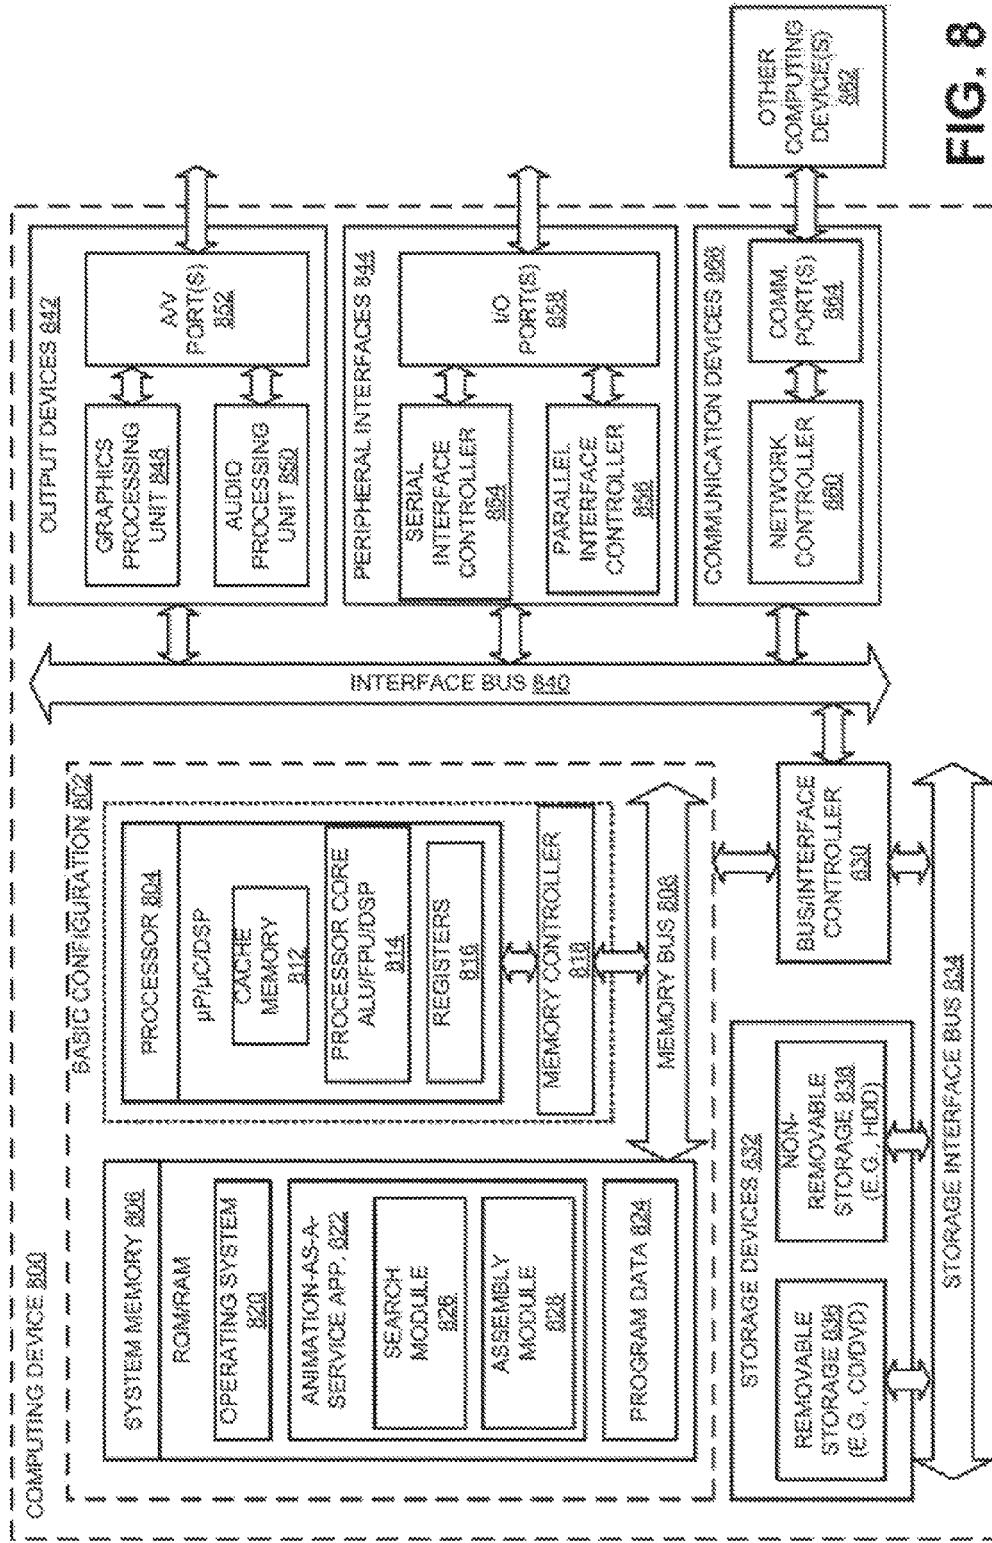 COMPUTING DEVICE 800
BASIC CONFIGURATION 802
SYSTEM MEMORY 806
ROM/RAM
OPERATING SYSTEM
820
ANIMATION-AS-A-
SERVICE APP. 822
SEARCH
MODULE
826
ASSEMBLY
MODULE
828
PROGRAM DATA 824
PROCESSOR 804
µP/µC/DSP
CACHE
MEMORY
812
PROCESSOR CORE
ALU/FPU/DSP
814
REGISTERS
816
MEMORY CONTROLLER
818
MEMORY BUS 808
STORAGE DEVICES 832
REMOVABLE
STORAGE 836
(E.G., CD/DVD)
NON-
REMOVABLE
STORAGE 838
(E.G., HDD)
BUS/INTERFACE
CONTROLLER
830
STORAGE INTERFACE BUS 834
INTERFACE BUS 840
OUTPUT DEVICES 842
GRAPHICS
PROCESSING
UNIT 848
AUDIO
PROCESSING
UNIT 850
A/V
PORT(S)
852
PERIPHERAL INTERFACES 844
SERIAL
INTERFACE
CONTROLLER
854
PARALLEL
INTERFACE
CONTROLLER
856
I/O
PORT(S)
858
COMMUNICATION DEVICES 866
NETWORK
CONTROLLER
860
COMM.
PORT(S)
864
OTHER
COMPUTING
DEVICE(S)
862
FIG. 8